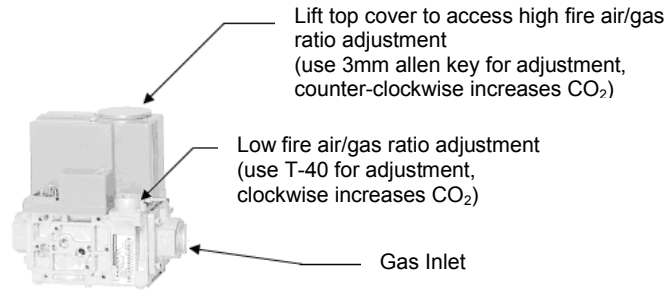 Lift top cover to access high fire air/gas
ratio adjustment
(use 3mm allen key for adjustment,
counter-clockwise increases CO₂)
Low fire air/gas ratio adjustment
(use T-40 for adjustment,
clockwise increases CO₂)
Gas Inlet